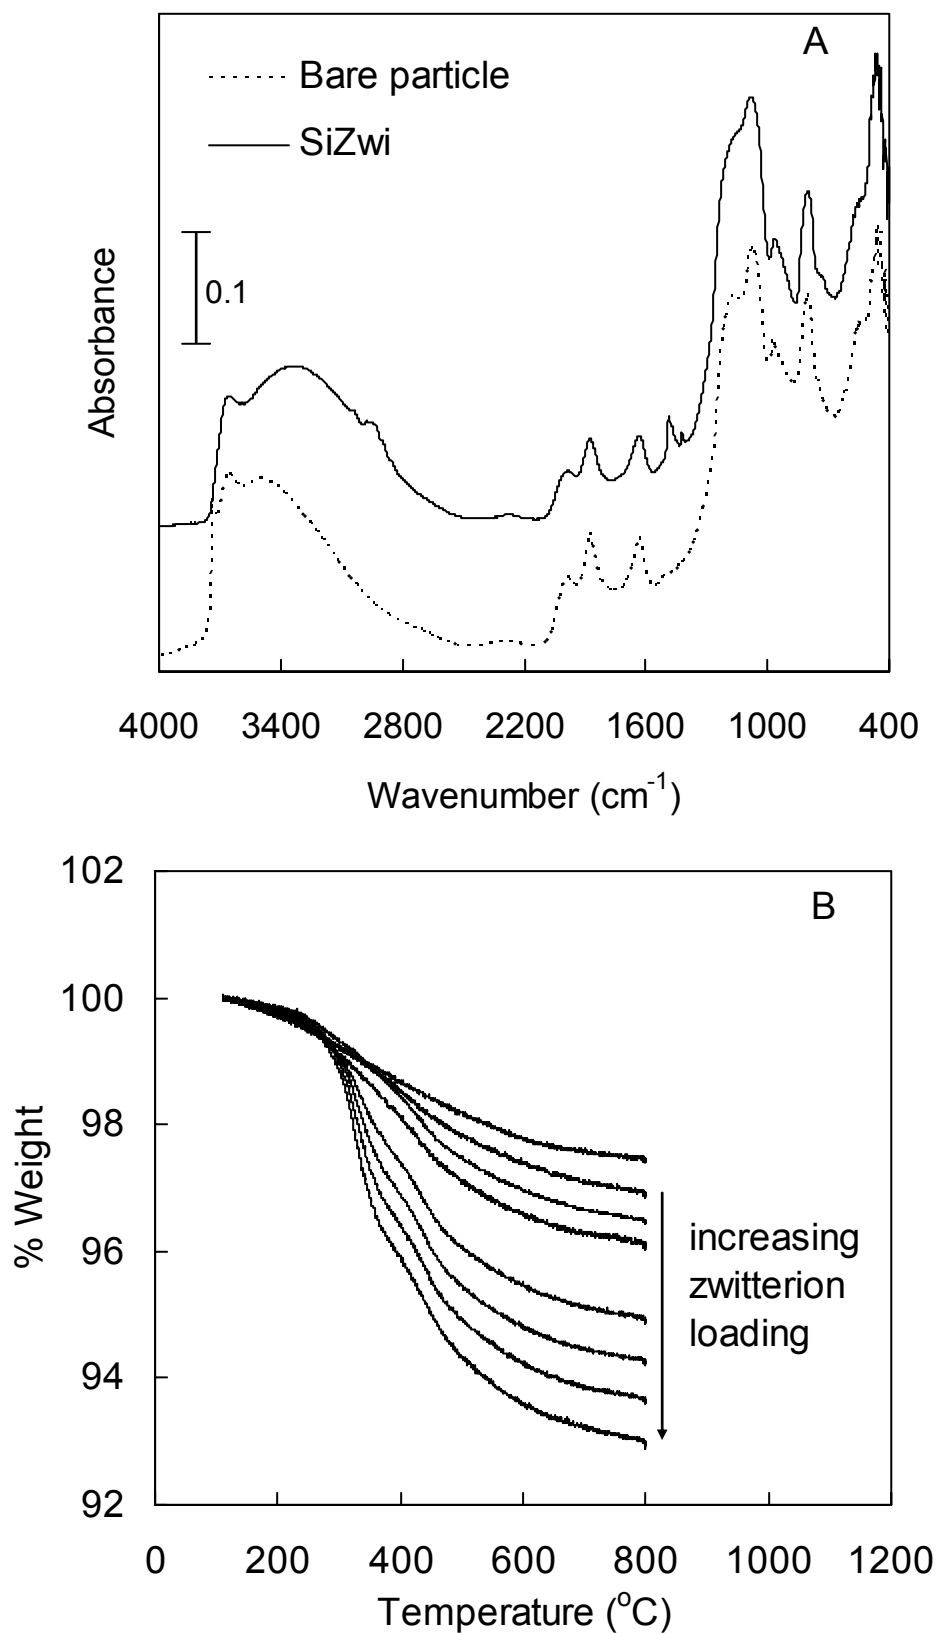 A
Bare particle
SiZwi
0.1
Absorbance
4000 3400 2800 2200 1600 1000 400
Wavenumber (cm-1)
B
102
100
98
96
94
92
% Weight
increasing
zwitterion
loading
0 200 400 600 800 1000 1200
Temperature (oC)